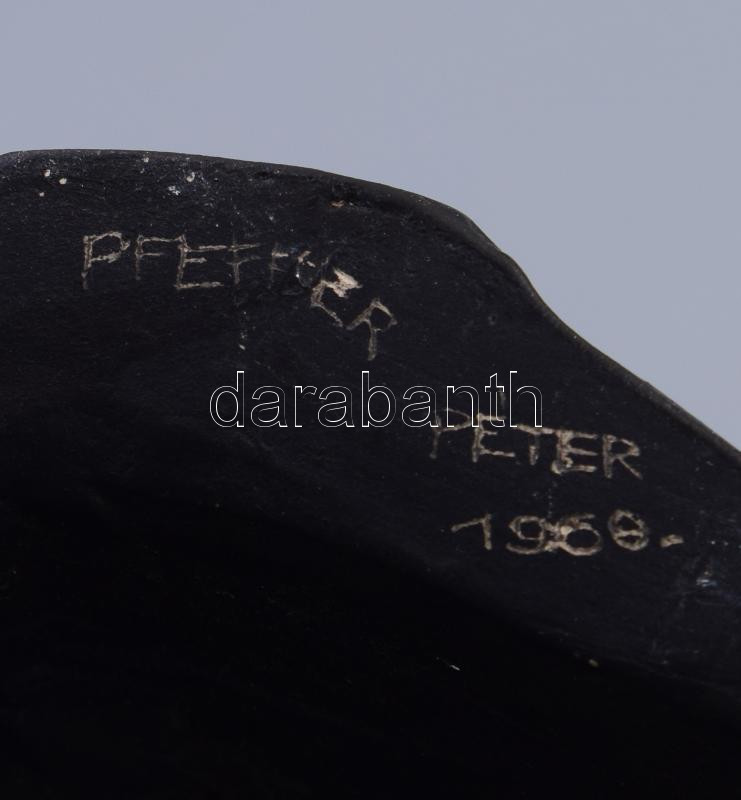 PFEFFER
darabanth
PÉTER
1968.